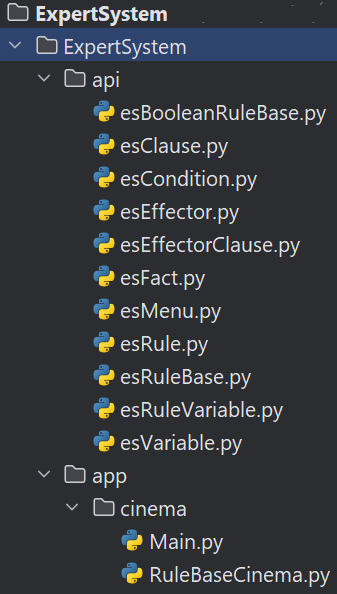 ExpertSystem
ExpertSystem
api
esBooleanRuleBase.py
esClause.py
esCondition.py
esEffector.py
esEffectorClause.py
esFact.py
esMenu.py
esRule.py
esRuleBase.py
esRuleVariable.py
esVariable.py
app
cinema
Main.py
RuleBaseCinema.py